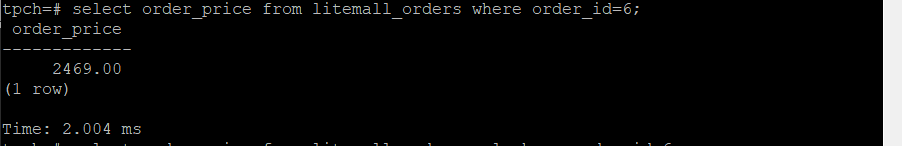 tpch=# select order_price from litemall_orders where order_id=6;
order_price
-------------
2469.00
(1 row)
Time: 2.004 ms